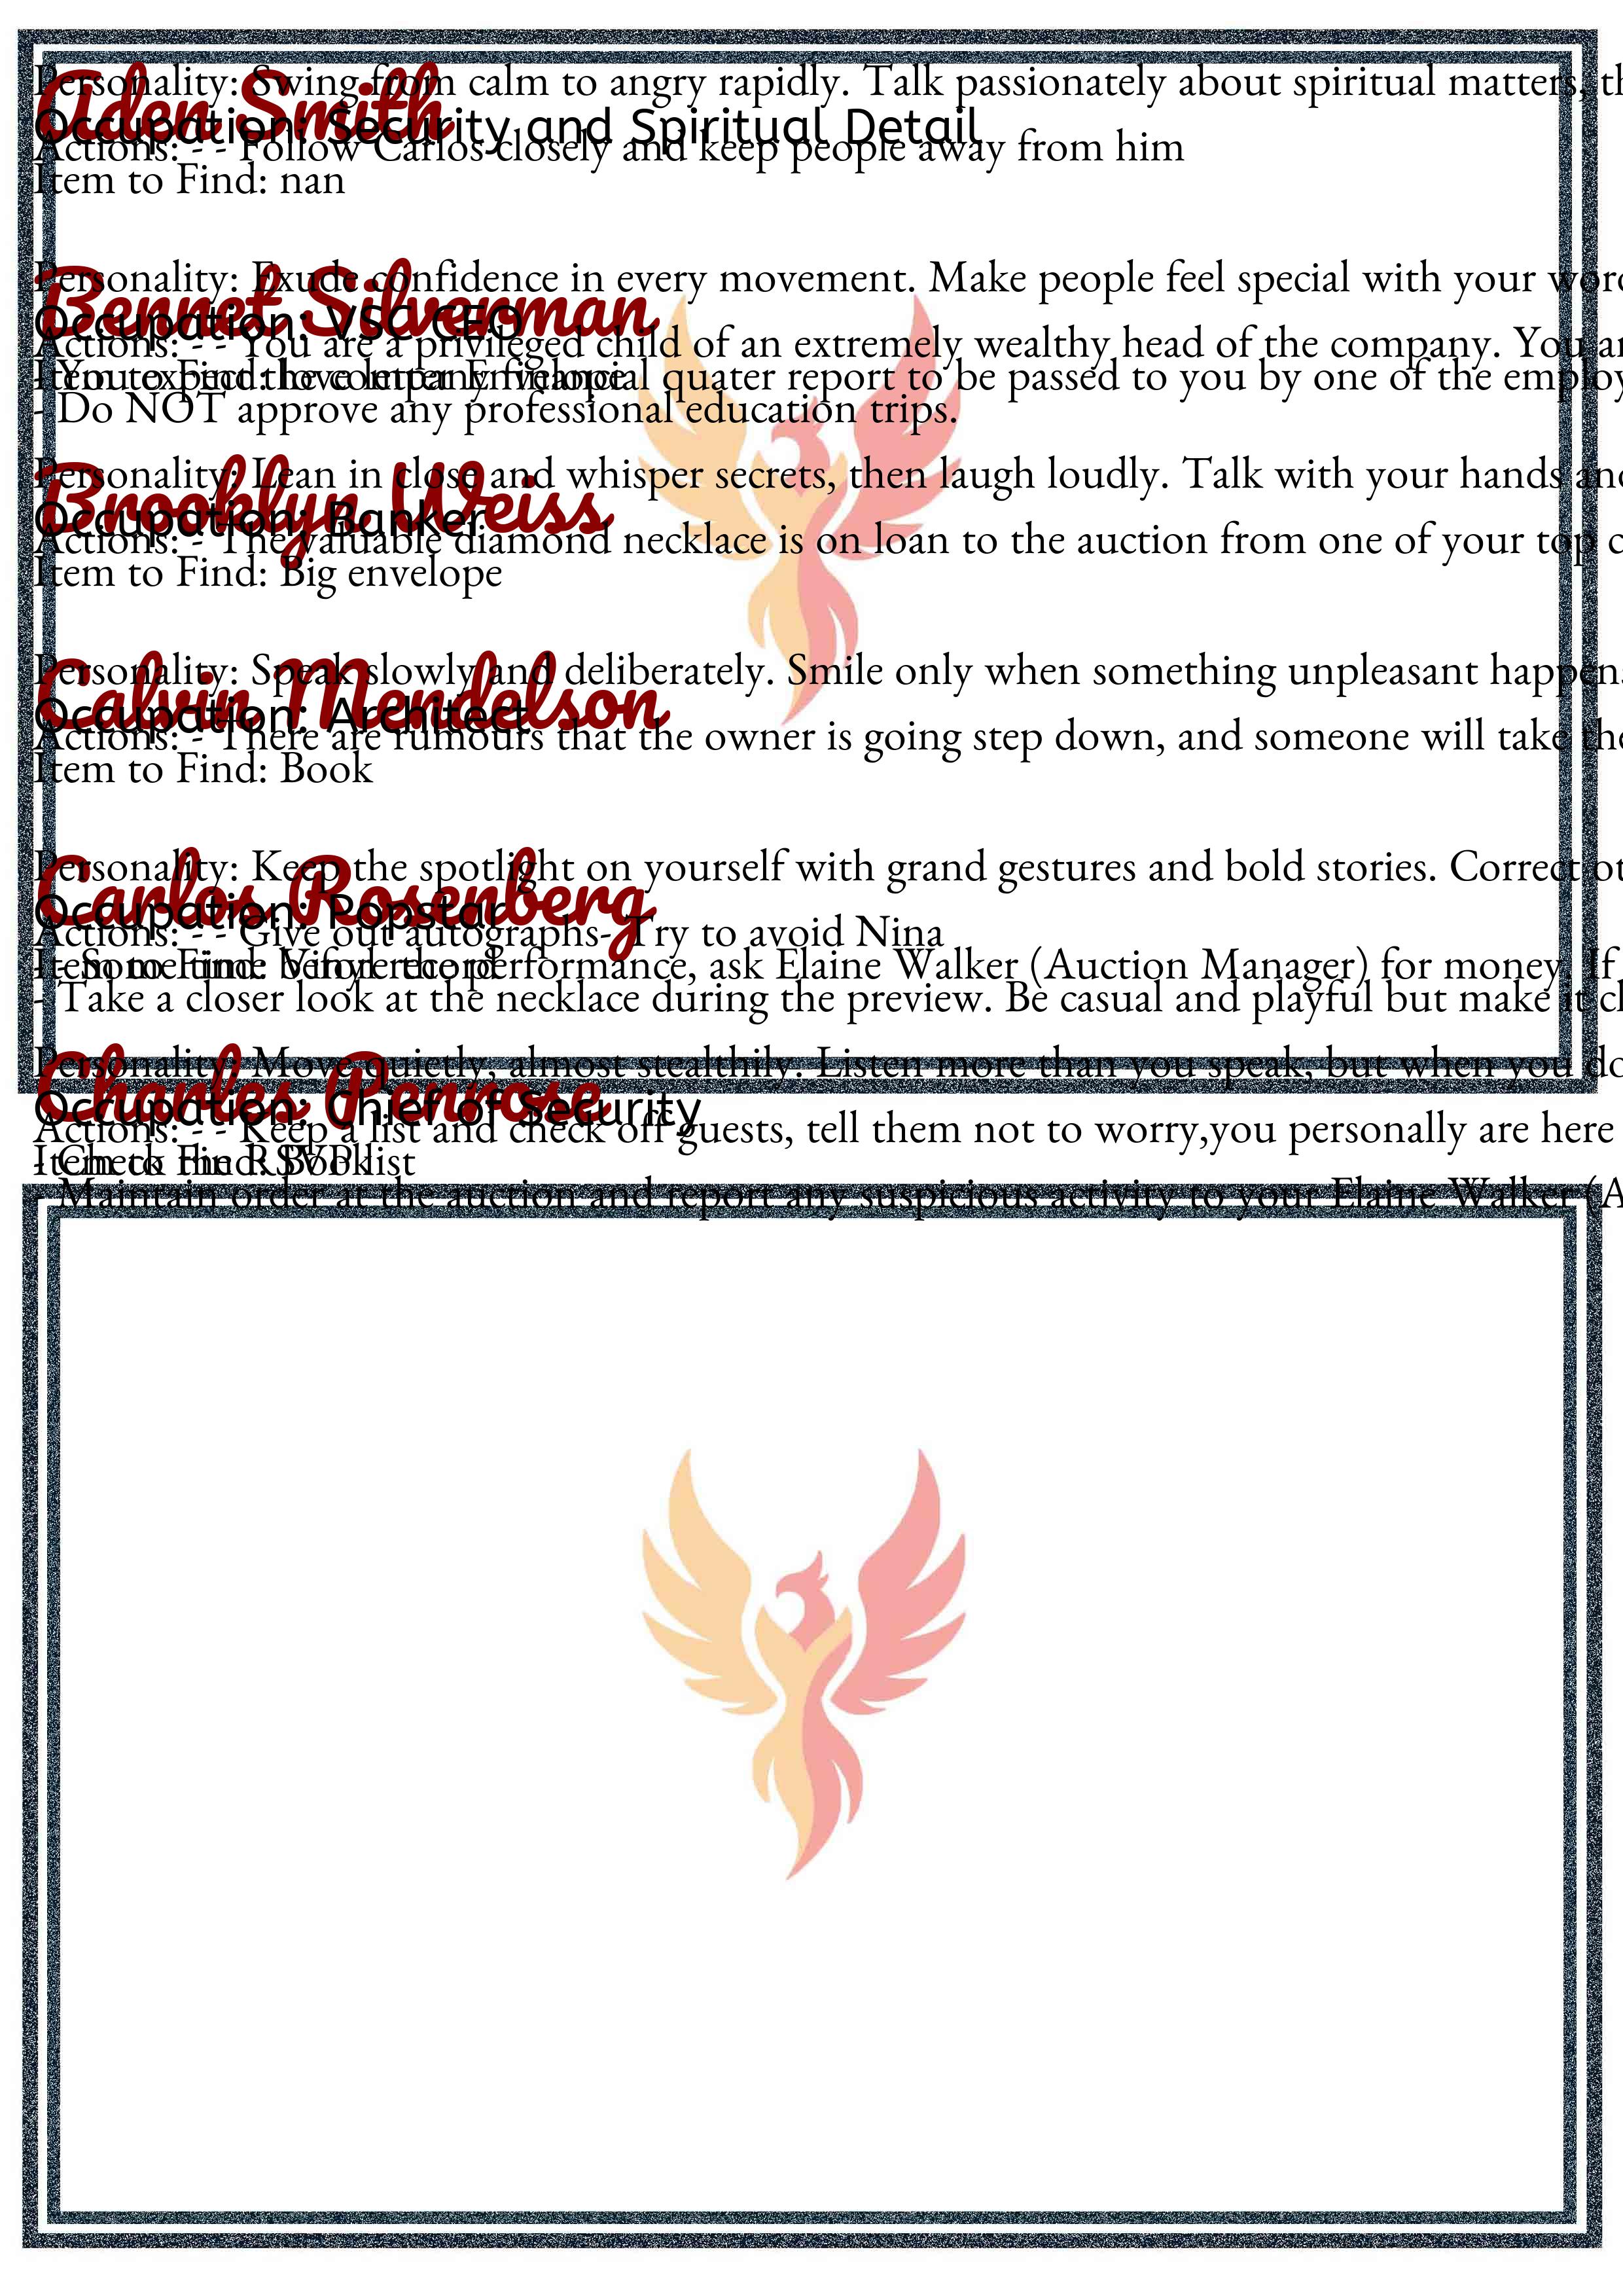 Personality: Swing from calm to angry rapidly. Talk passionately about spiritual matters, th
Aden Smith
Occupation: Security and Spiritual Detail
Actions: - - Follow Carlos closely and keep people away from him
Item to Find: nan
Personality: Exude confidence in every movement. Make people feel special with your word
Bennet Silverman
Occupation: VSC CEO
Actions: - - You are a privileged child of an extremely wealthy head of the company. You ar
Item to Find: love letter Envelope
- You expect the company financial quater report to be passed to you by one of the employ
- Do NOT approve any professional education trips.
Personality: Lean in close and whisper secrets, then laugh loudly. Talk with your hands and
Brooklyn Weiss
Occupation: Banker
Actions: - The valuable diamond necklace is on loan to the auction from one of your top c
Item to Find: Big envelope
Personality: Speak slowly and deliberately. Smile only when something unpleasant happens
Calvin Mendelson
Occupation: Architect
Actions: - There are rumours that the owner is going step down, and someone will take the
Item to Find: Book
Personality: Keep the spotlight on yourself with grand gestures and bold stories. Correct ot
Carlos Rosenberg
Occupation: Popstar
Actions: - - Give out autographs- Try to avoid Nina
Item to Find: Vinyl record
- Some time before the performance, ask Elaine Walker (Auction Manager) for money. If
- Take a closer look at the necklace during the preview. Be casual and playful but make it cl
Personality: Move quietly, almost stealthily. Listen more than you speak, but when you do
Charles Penrose
Occupation: Chief of Security
Actions: - - Keep a list and check off guests, tell them not to worry,you personally are here
Item to Find: Book
- Check the RSVP list
- Maintain order at the auction and report any suspicious activity to your Elaine Walker (A